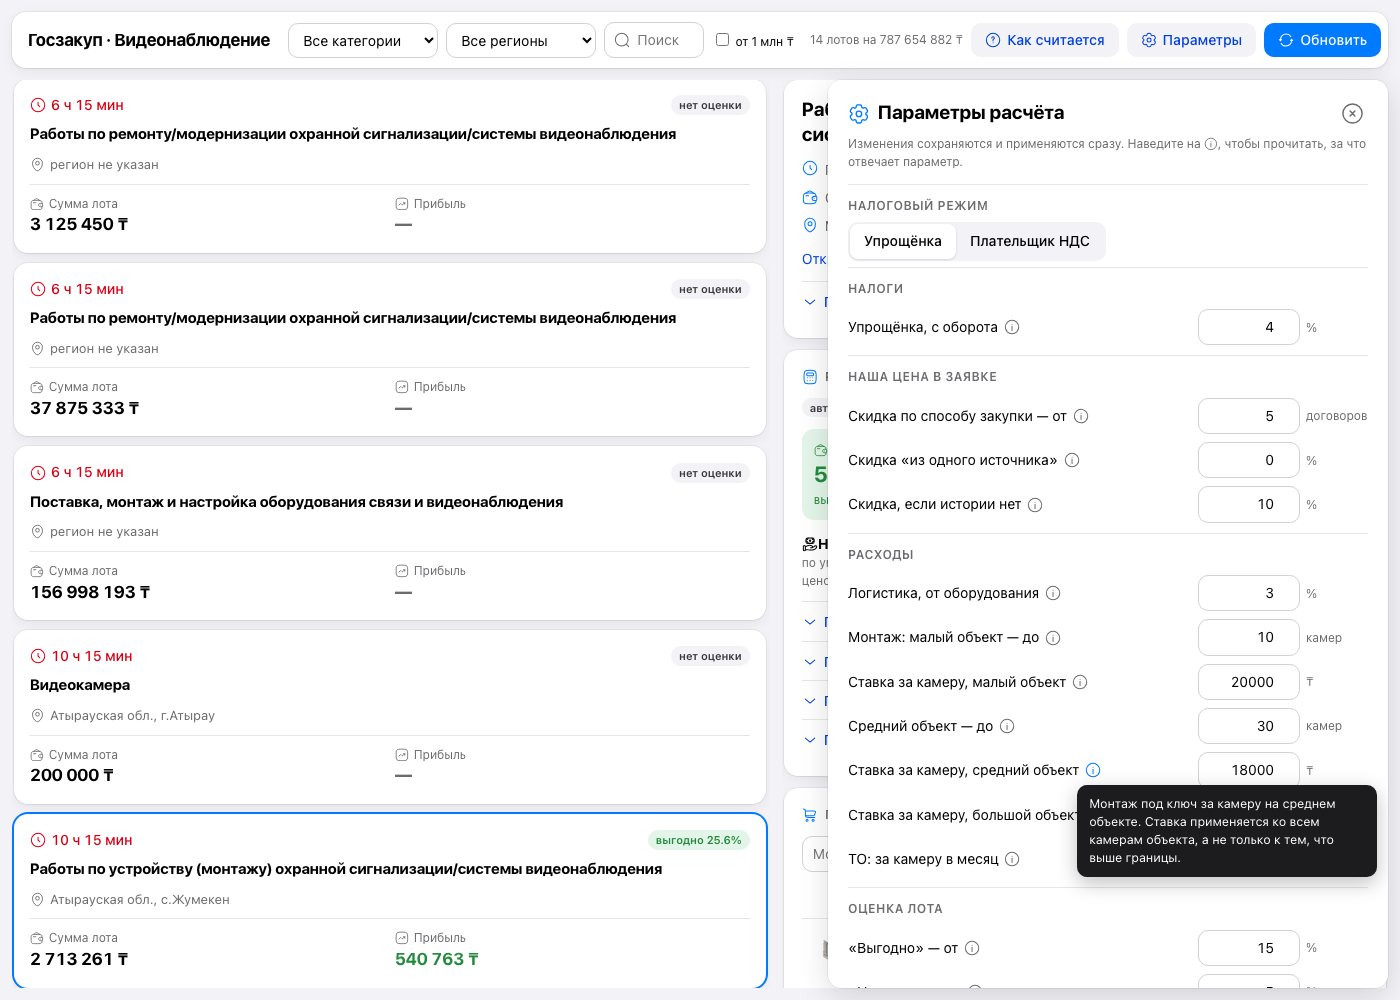 Госзакуп · Видеонаблюдение
Все категории
Все регионы
Поиск
от 1 млн ₸
14 лотов на 787 654 882 ₸
Как считается
Параметры
Обновить
6 ч 15 мин
нет оценки
Работы по ремонту/модернизации охранной сигнализации/системы видеонаблюдения
регион не указан
Сумма лота
Прибыль
3 125 450 ₸
—
6 ч 15 мин
нет оценки
Работы по ремонту/модернизации охранной сигнализации/системы видеонаблюдения
регион не указан
Сумма лота
Прибыль
37 875 333 ₸
—
6 ч 15 мин
нет оценки
Поставка, монтаж и настройка оборудования связи и видеонаблюдения
регион не указан
Сумма лота
Прибыль
156 998 193 ₸
—
10 ч 15 мин
нет оценки
Видеокамера
Атырауская обл., г.Атырау
Сумма лота
Прибыль
200 000 ₸
—
10 ч 15 мин
выгодно 25.6%
Работы по устройству (монтажу) охранной сигнализации/системы видеонаблюдения
Атырауская обл., с.Жумекен
Сумма лота
Прибыль
2 713 261 ₸
540 763 ₸
Параметры расчёта
Изменения сохраняются и применяются сразу. Наведите на ⓘ, чтобы прочитать, за что
отвечает параметр.
НАЛОГОВЫЙ РЕЖИМ
Упрощёнка
Плательщик НДС
НАЛОГИ
Упрощёнка, с оборота
4
%
НАША ЦЕНА В ЗАЯВКЕ
Скидка по способу закупки — от
5
договоров
Скидка «из одного источника»
0
%
Скидка, если истории нет
10
%
РАСХОДЫ
Логистика, от оборудования
3
%
Монтаж: малый объект — до
10
камер
Ставка за камеру, малый объект
20000
₸
Средний объект — до
30
камер
Ставка за камеру, средний объект
18000
₸
Ставка за камеру, большой объект
Монтаж под ключ за камеру на среднем
объекте. Ставка применяется ко всем
камерам объекта, а не только к тем, что
выше границы.
ТО: за камеру в месяц
ОЦЕНКА ЛОТА
«Выгодно» — от
15
%